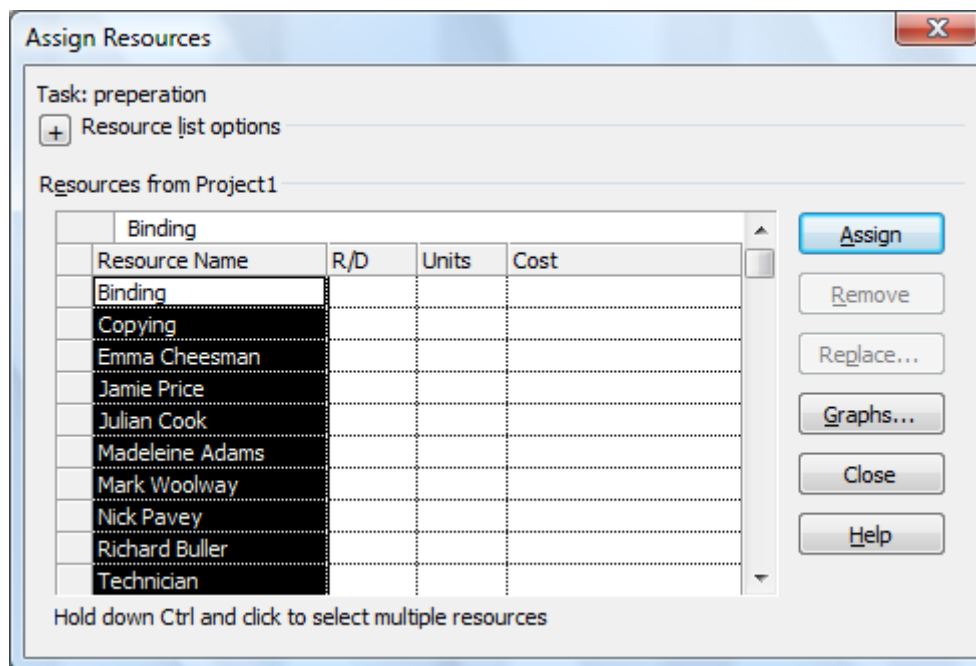 Assign Resources
Task: preperation
+ Resource list options
Resources from Project1
Binding
Resource Name R/D Units Cost
Binding
Copying
Emma Cheesman
Jamie Price
Julian Cook
Madeleine Adams
Mark Woolway
Nick Pavey
Richard Buller
Technician
Assign
Remove
Replace...
Graphs...
Close
Help
Hold down Ctrl and click to select multiple resources